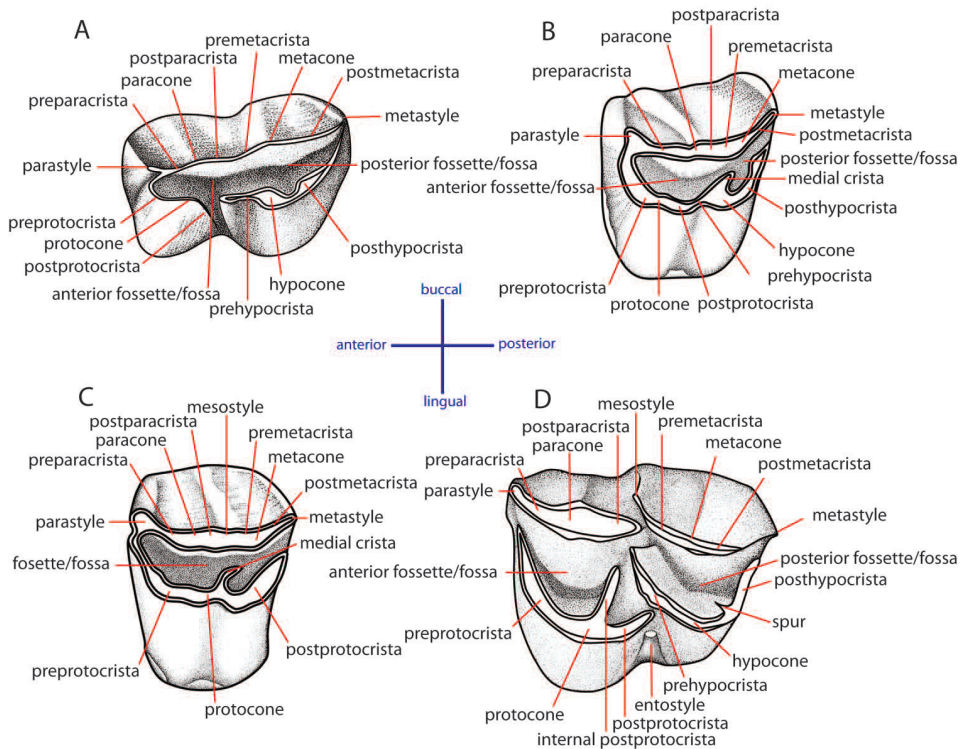 A
premetacrista
postparacrista
metacone
paracone
postmetacrista
preparacrista
metastyle
parastyle
posterior fossette/fossa
preprotocrista
protocone
postprotocrista
posthypocrista
anterior fossette/fossa
hypocone
prehypocrista
B
postparacrista
paracone
premetacrista
preparacrista
metacone
metastyle
parastyle
postmetacrista
posterior fossette/fossa
anterior fossette/fossa
medial crista
posthypocrista
hypocone
preprotocrista
prehypocrista
protocone
postprotocrista
buccal
anterior
posterior
lingual
C
mesostyle
postparacrista
premetacrista
paracone
metacone
preparacrista
postmetacrista
parastyle
metastyle
medial crista
fosette/fossa
preprotocrista
postprotocrista
protocone
D
mesostyle
postparacrista
premetacrista
paracone
metacone
preparacrista
postmetacrista
parastyle
metastyle
anterior fossette/fossa
posterior fossette/fossa
posthypocrista
preprotocrista
spur
hypocone
prehypocrista
entostyle
protocone
postprotocrista
internal postprotocrista